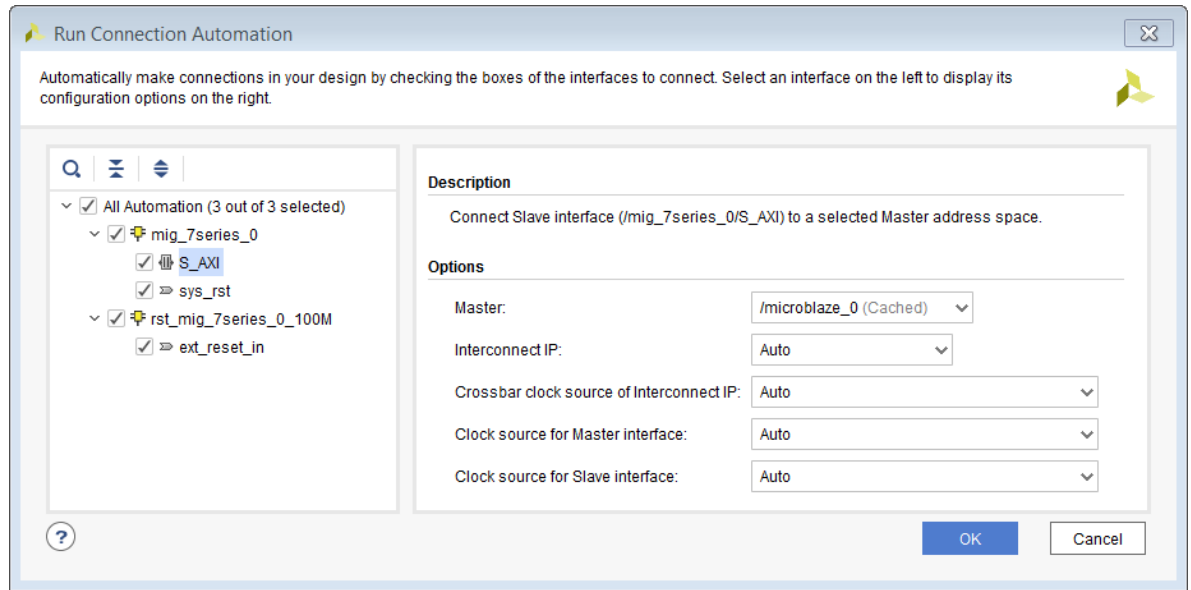 Run Connection Automation
Automatically make connections in your design by checking the boxes of the interfaces to connect. Select an interface on the left to display its
configuration options on the right.
All Automation (3 out of 3 selected)
mig_7series_0
S_AXI
sys_rst
rst_mig_7series_0_100M
ext_reset_in
Description
Connect Slave interface (/mig_7series_0/S_AXI) to a selected Master address space.
Options
Master: /microblaze_0 (Cached)
Interconnect IP: Auto
Crossbar clock source of Interconnect IP: Auto
Clock source for Master interface: Auto
Clock source for Slave interface: Auto
?
OK Cancel